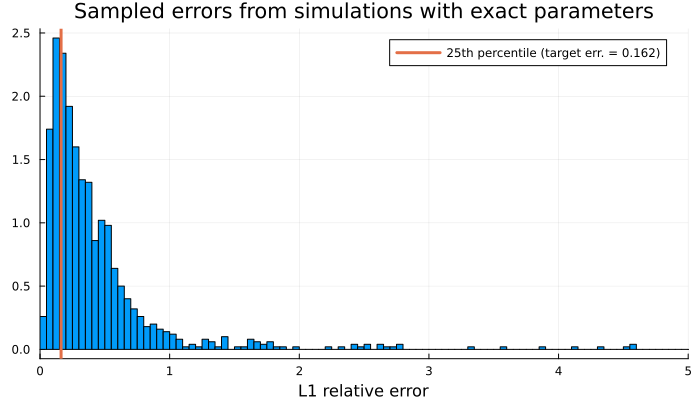 Sampled errors from simulations with exact parameters
25th percentile (target err. = 0.162)
2.5
2.0
1.5
1.0
0.5
0.0
0 1 2 3 4 5
L1 relative error